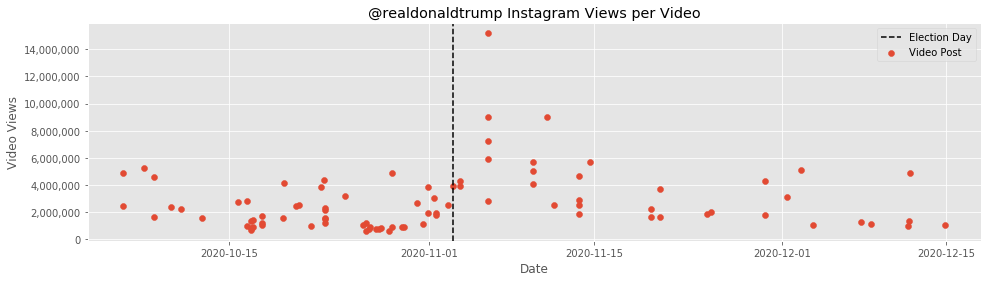 @realdonaldtrump Instagram Views per Video
Election Day
Video Post
Video Views
14,000,000
12,000,000
10,000,000
8,000,000
6,000,000
4,000,000
2,000,000
0
2020-10-15
2020-11-01
2020-11-15
2020-12-01
2020-12-15
Date